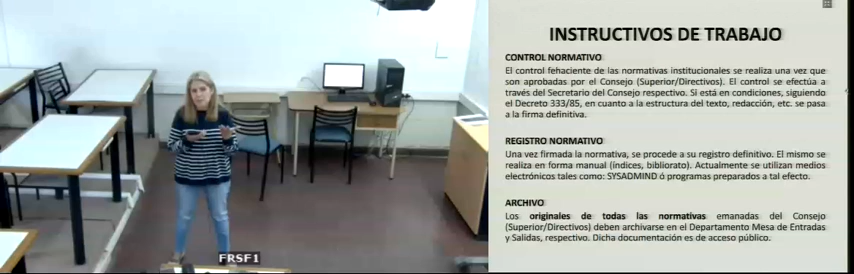 INSTRUCTIVOS DE TRABAJO
CONTROL NORMATIVO
El control fehaciente de las normativas institucionales se realiza una vez que
son aprobadas por el Consejo (Superior/Directivos). El control se efectúa a
través del Secretario del Consejo respectivo. Si está en condiciones, siguiendo
el Decreto 333/85, en cuanto a la estructura del texto, redacción, etc. se pasa
a la firma definitiva.
REGISTRO NORMATIVO
Una vez firmada la normativa, se procede a su registro definitivo. El mismo se
realiza en forma manual (índices, bibliorato). Actualmente se utilizan medios
electrónicos tales como: SYSADMIND ó programas preparados a tal efecto.
ARCHIVO
Los originales de todas las normativas emanadas del Consejo
(Superior/Directivos) deben archivarse en el Departamento Mesa de Entradas
y Salidas, respectivo. Dicha documentación es de acceso público.
FRSF1